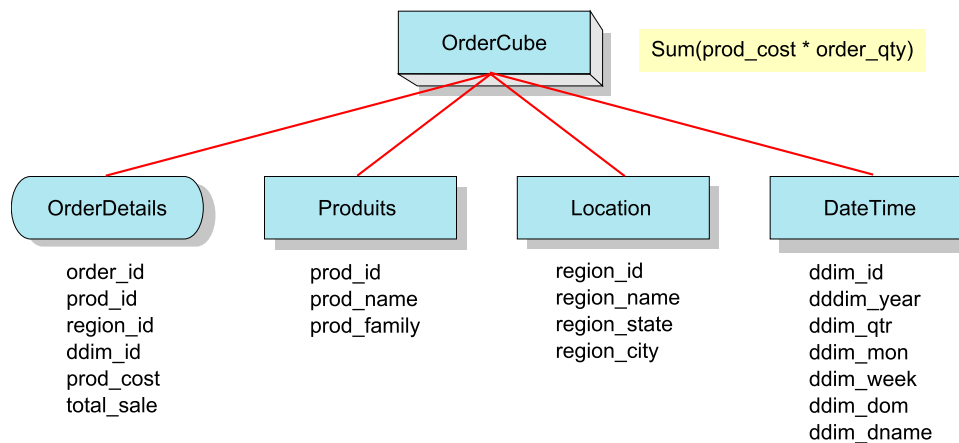 OrderCube
Sum(prod_cost * order_qty)
OrderDetails
order_id
prod_id
region_id
ddim_id
prod_cost
total_sale
Produits
prod_id
prod_name
prod_family
Location
region_id
region_name
region_state
region_city
DateTime
ddim_id
dddim_year
ddim_qtr
ddim_mon
ddim_week
ddim_dom
ddim_dname